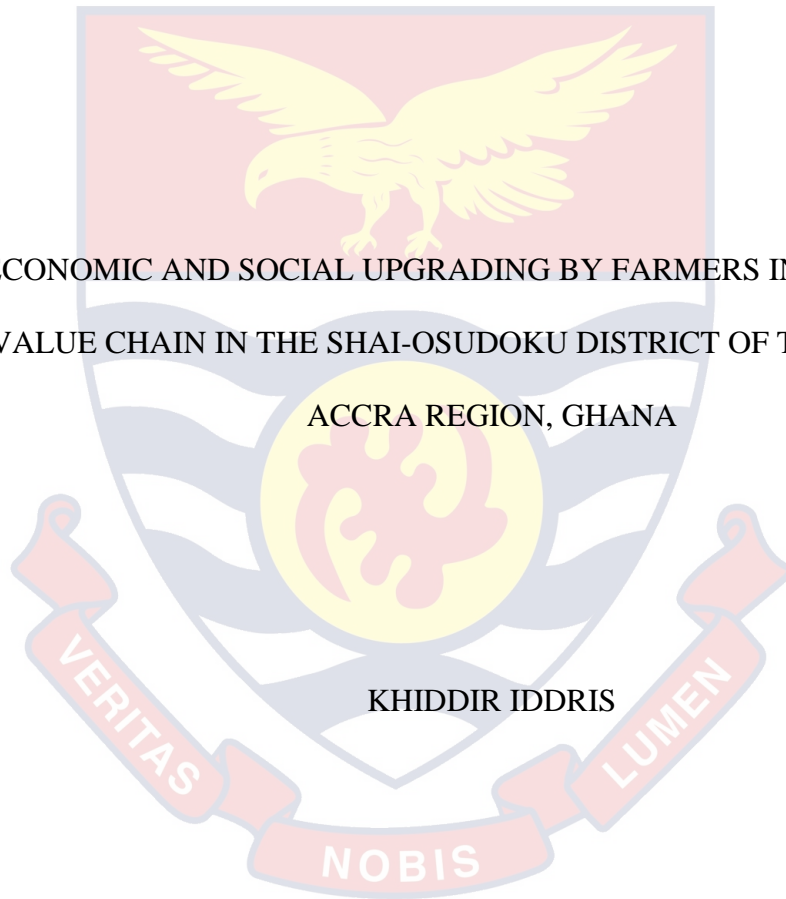 ECONOMIC AND SOCIAL UPGRADING BY FARMERS IN
VALUE CHAIN IN THE SHAI-OSUDOKU DISTRICT OF
ACCRA REGION, GHANA
KHIDDIR IDDRIS
VERITAS
NOBIS
LUMEN